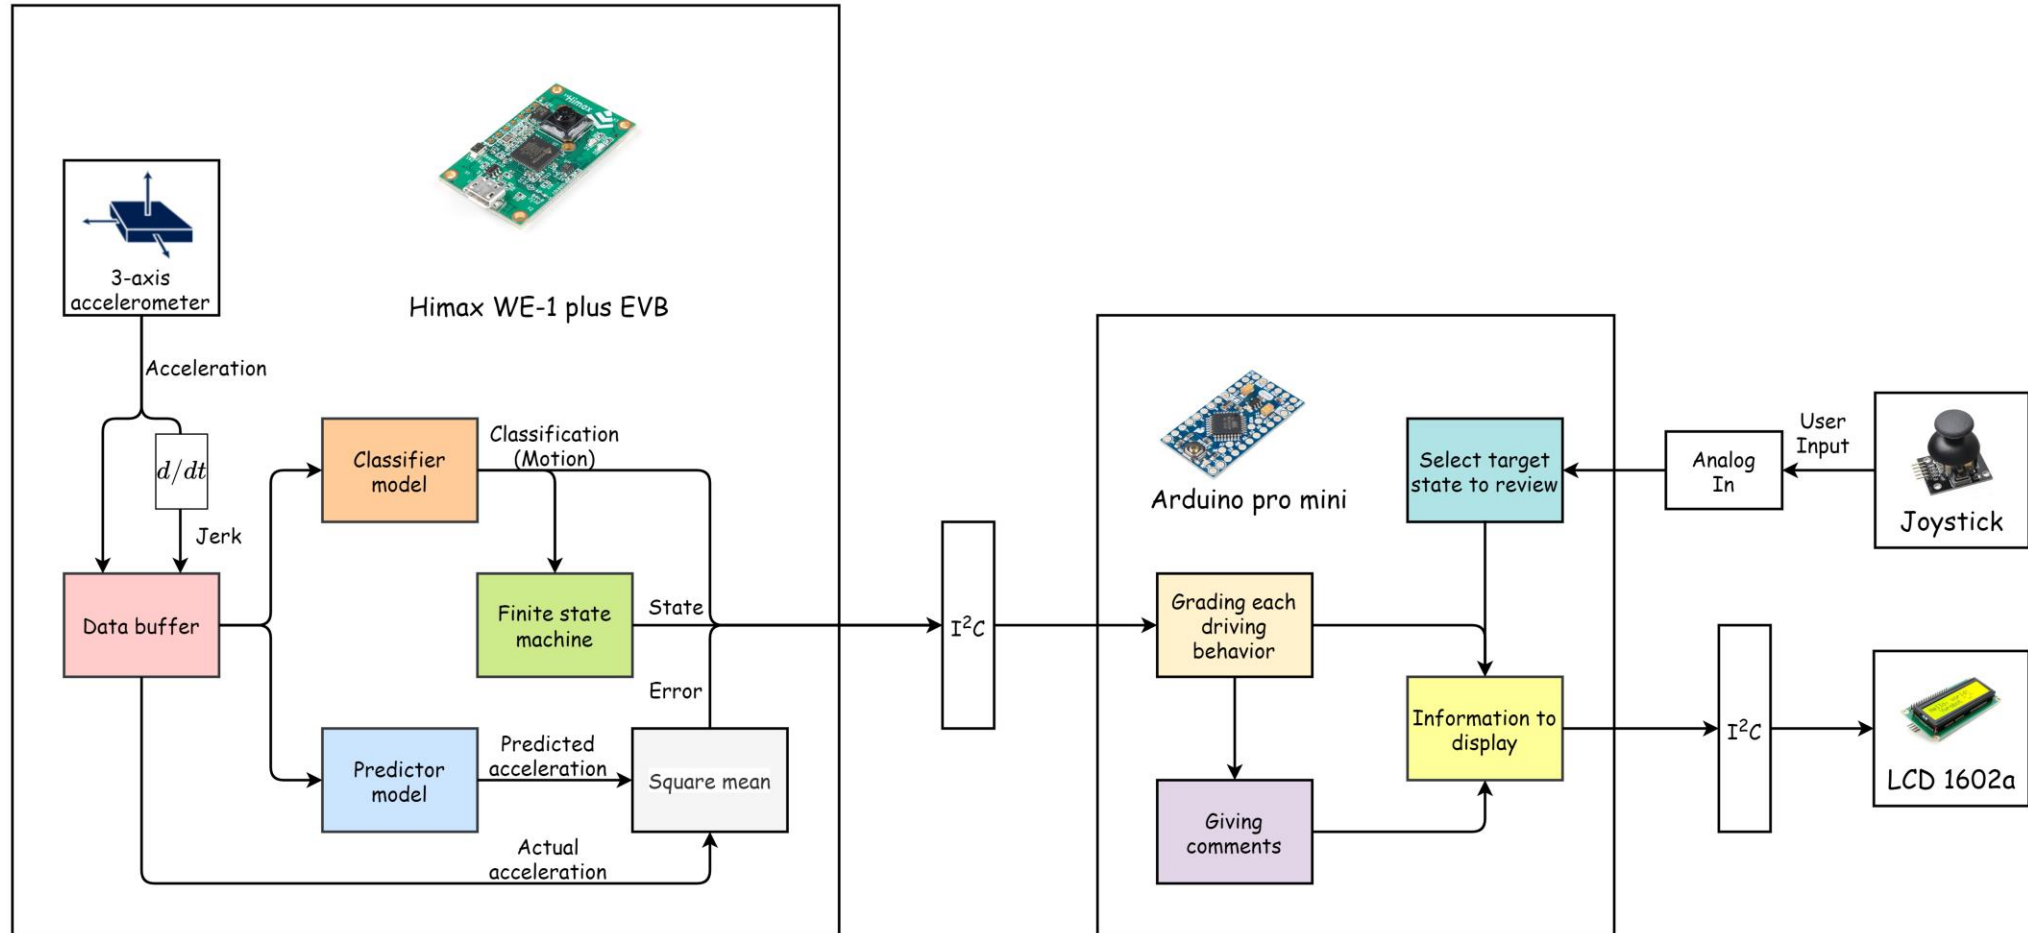 Himax
3-axis
accelerometer
Himax WE-1 plus EVB
Acceleration
d/dt
Jerk
Data buffer
Classifier
model
Classification
(Motion)
Finite state
machine
State
Error
Predictor
model
Predicted
acceleration
Square mean
Actual
acceleration
I²C
Arduino pro mini
Select target
state to review
Analog
In
User
Input
Joystick
Grading each
driving
behavior
Information to
display
Giving
comments
I²C
LCD 1602a